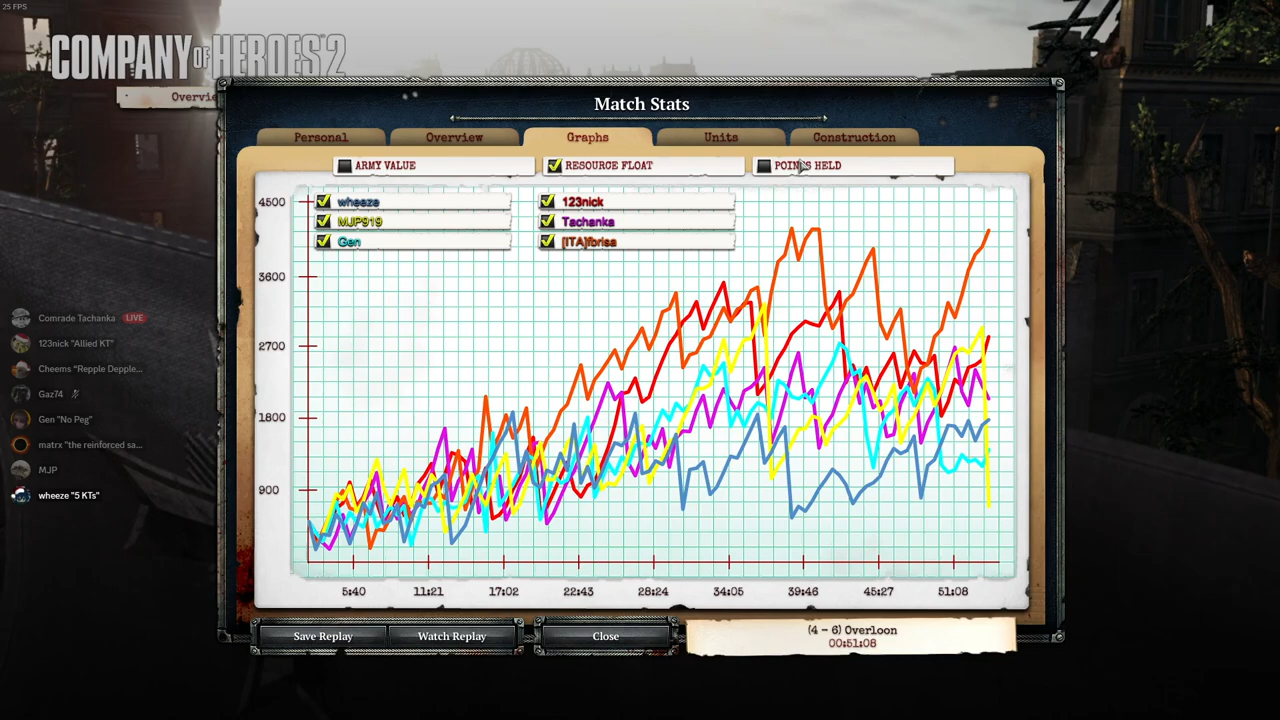 25 FPS
COMPANY OF HEROES 2
Overvie
Match Stats
Personal Overview Graphs Units Construction
ARMY VALUE RESOURCE FLOAT POINTS HELD
4500
wheeze 123nick
MJP919 Tachanka
Gen [ITA]forisa
3600
2700
1800
900
5:40 11:21 17:02 22:43 28:24 34:05 39:46 45:27 51:08
Comrade Tachanka LIVE
123nick "Allied KT"
Cheems "Repple Depple...
Gaz74
Gen "No Peg"
matrx "the reinforced sa...
MJP
wheeze "5 KTs"
Save Replay Watch Replay Close
(4 - 6) Overloon
00:51:08